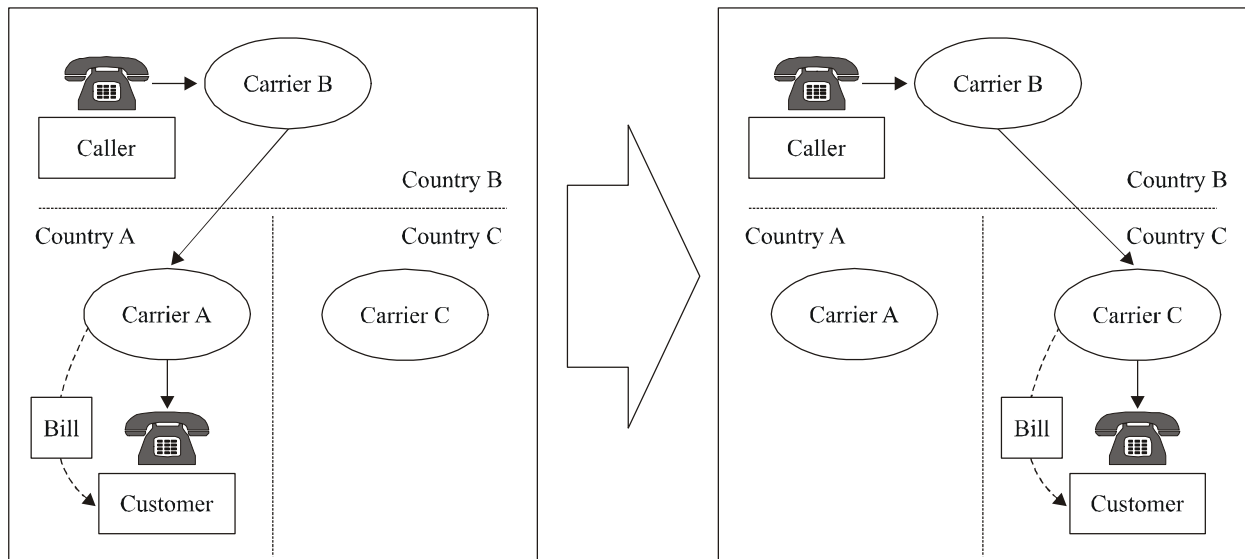 Carrier B
Caller
Country B
Country A
Country C
Carrier A
Carrier C
Bill
Customer
Carrier B
Caller
Country B
Country A
Country C
Carrier A
Carrier C
Bill
Customer